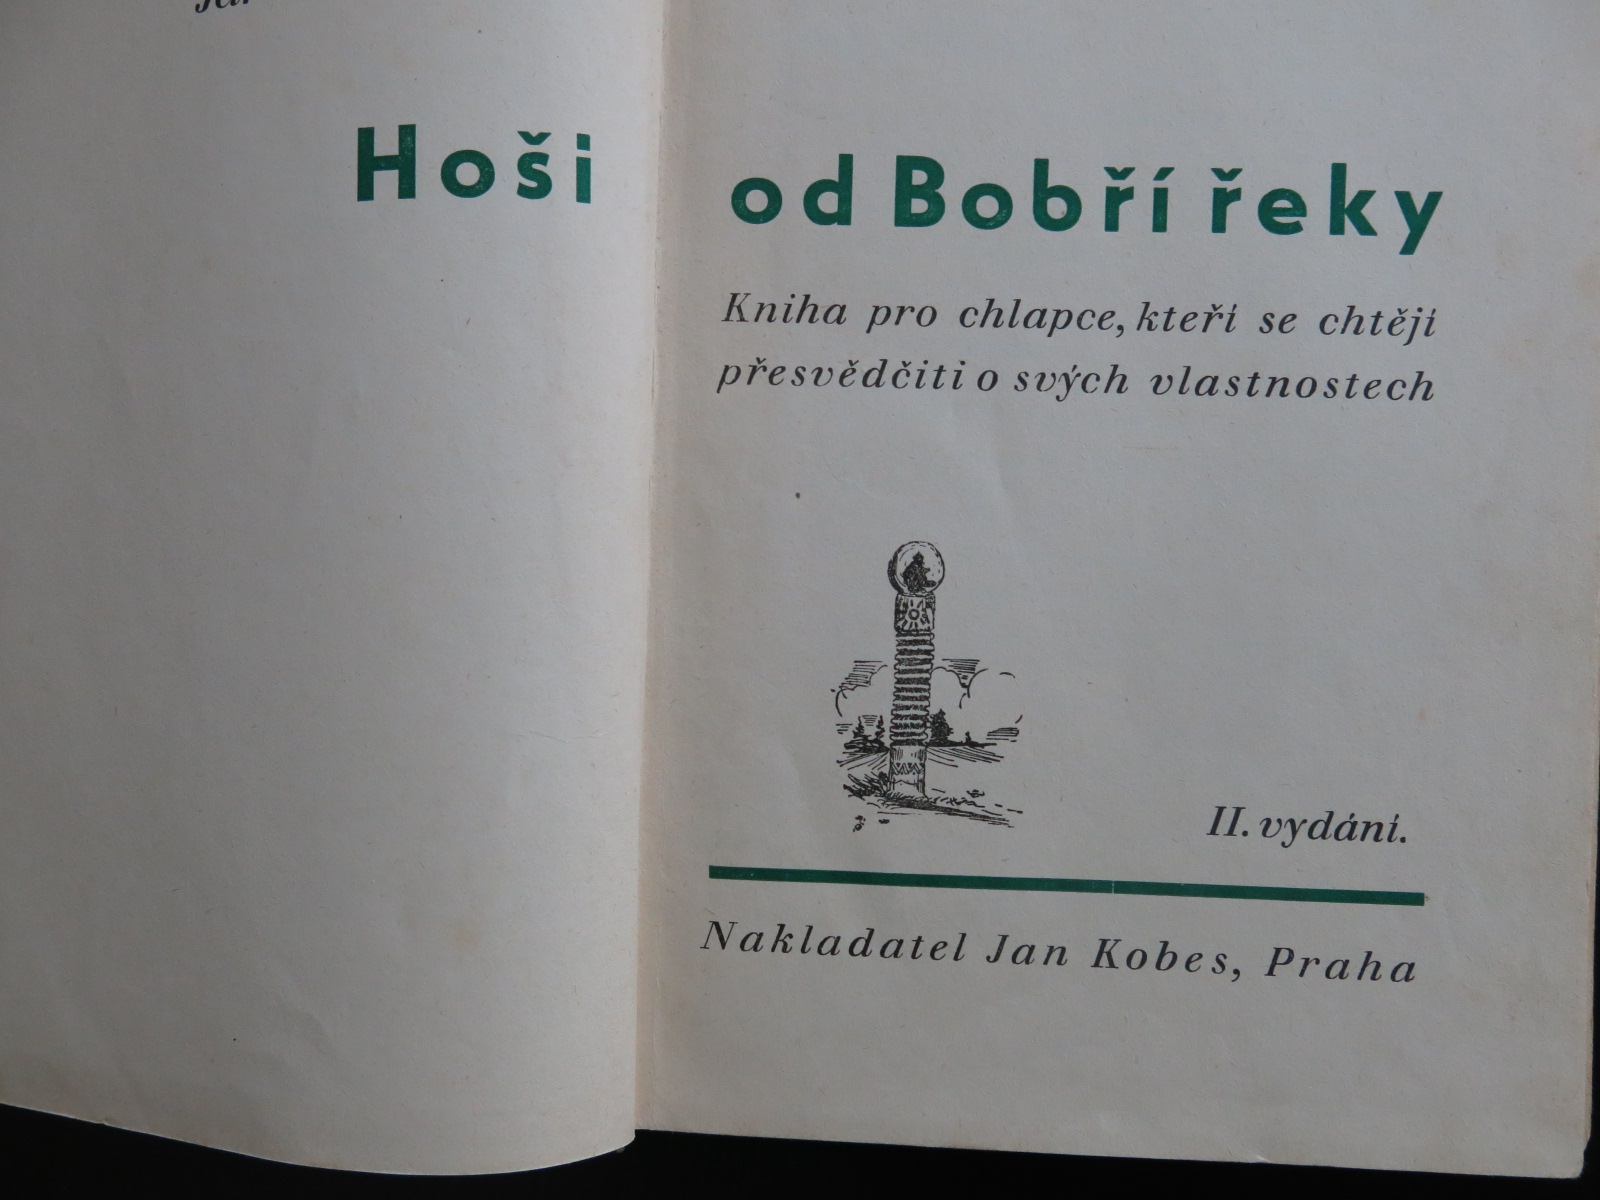 Hoši od Bobří řeky
Kniha pro chlapce, kteří se chtějí
přesvědčiti o svých vlastnostech
II. vydání.
Nakladatel Jan Kobes, Praha